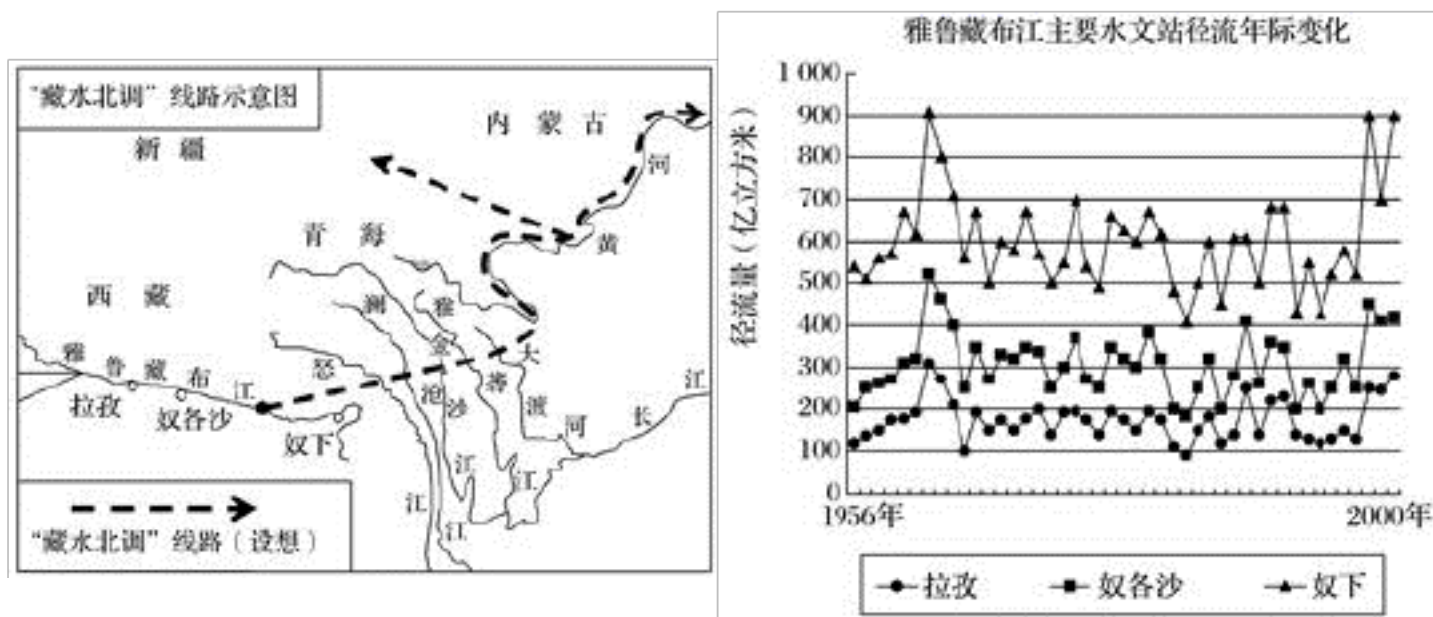 “藏水北调”线路示意图
新疆
内蒙古
河
黄
青海
西藏
雅鲁藏布江
拉孜
奴各沙
奴下
怒江
澜沧江
金沙江
雅砻江
大渡河
长江
“藏水北调”线路（设想）
雅鲁藏布江主要水文站径流年际变化
径流量（亿立方米）
1 000
900
800
700
600
500
400
300
200
100
0
1956年
2000年
拉孜
奴各沙
奴下